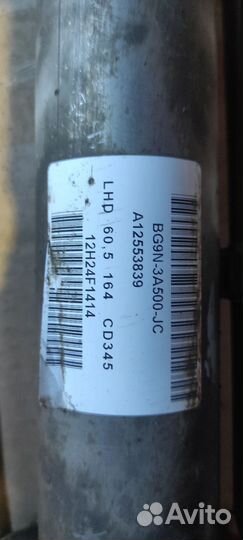 BG9N-3A500-JC
A12553839
LHD 60,5 164 CD345
12H24F1414
Avito